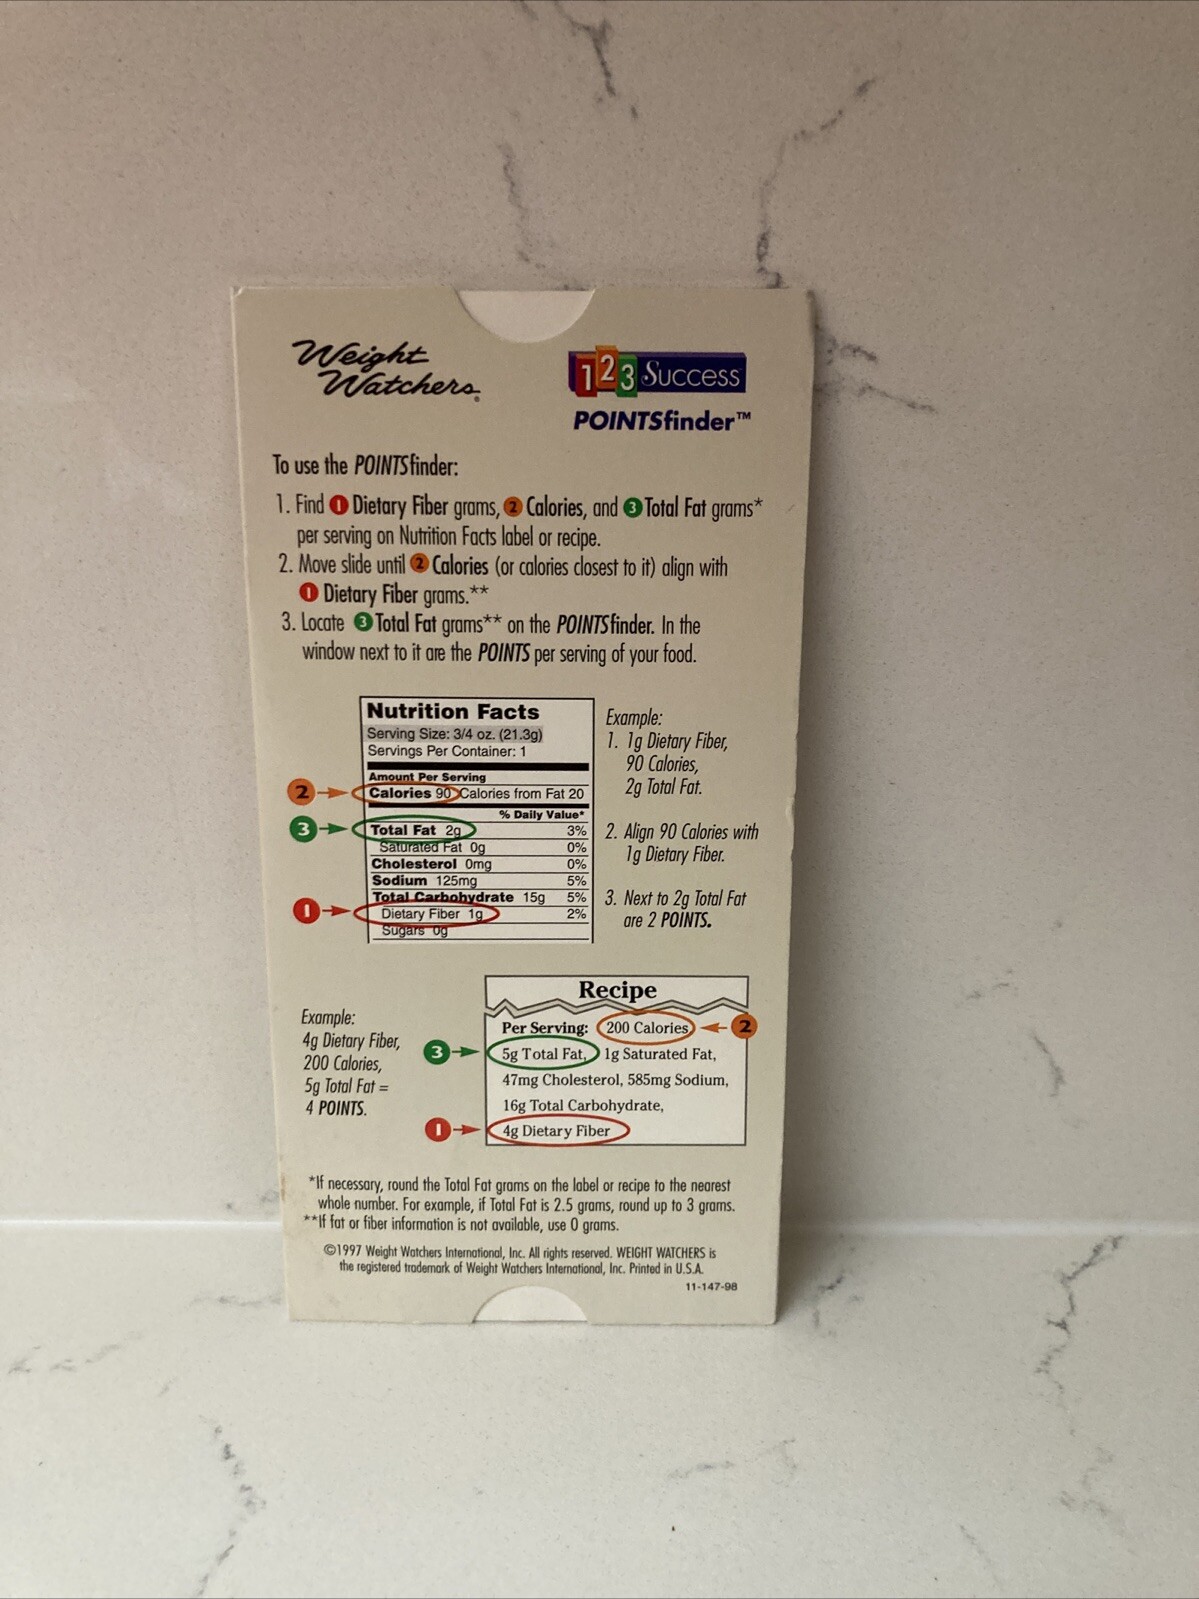 Weight
Watchers®
123 Success
POINTSfinder™
To use the POINTSfinder:
1. Find 1 Dietary Fiber grams, 2 Calories, and 3 Total Fat grams*
per serving on Nutrition Facts label or recipe.
2. Move slide until 2 Calories (or calories closest to it) align with
1 Dietary Fiber grams.**
3. Locate 3 Total Fat grams** on the POINTSfinder. In the
window next to it are the POINTS per serving of your food.
Nutrition Facts
Serving Size: 3/4 oz. (21.3g)
Servings Per Container: 1
Amount Per Serving
2 Calories 90 Calories from Fat 20
% Daily Value*
3 Total Fat 2g 3%
Saturated Fat 0g 0%
Cholesterol 0mg 0%
Sodium 125mg 5%
Total Carbohydrate 15g 5%
1 Dietary Fiber 1g 2%
Sugars 0g
Example:
1. 1g Dietary Fiber,
90 Calories,
2g Total Fat.
2. Align 90 Calories with
1g Dietary Fiber.
3. Next to 2g Total Fat
are 2 POINTS.
Example:
4g Dietary Fiber,
200 Calories,
5g Total Fat =
4 POINTS.
Recipe
Per Serving: 200 Calories, 2
3 5g Total Fat, 1g Saturated Fat,
47mg Cholesterol, 585mg Sodium,
16g Total Carbohydrate,
1 4g Dietary Fiber
*If necessary, round the Total Fat grams on the label or recipe to the nearest
whole number. For example, if Total Fat is 2.5 grams, round up to 3 grams.
**If fat or fiber information is not available, use 0 grams.
©1997 Weight Watchers International, Inc. All rights reserved. WEIGHT WATCHERS is
the registered trademark of Weight Watchers International, Inc. Printed in U.S.A.
11-147-98